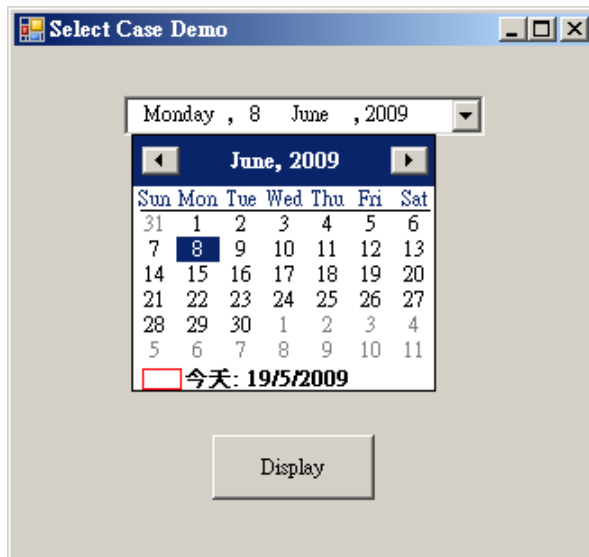 Select Case Demo
Monday , 8 June , 2009
June, 2009
Sun Mon Tue Wed Thu Fri Sat
31 1 2 3 4 5 6
7 8 9 10 11 12 13
14 15 16 17 18 19 20
21 22 23 24 25 26 27
28 29 30 1 2 3 4
5 6 7 8 9 10 11
今天: 19/5/2009
Display